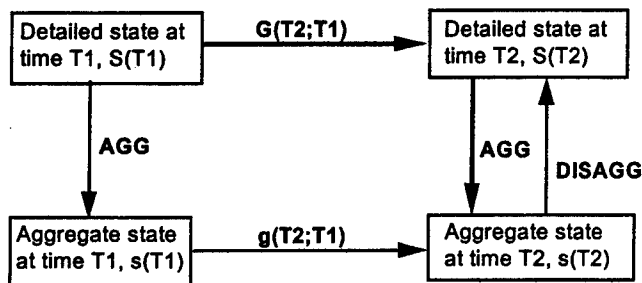 Detailed state at
time T1, S(T1)
G(T2;T1)
Detailed state at
time T2, S(T2)
AGG
AGG
DISAGG
Aggregate state
at time T1, s(T1)
g(T2;T1)
Aggregate state
at time T2, s(T2)